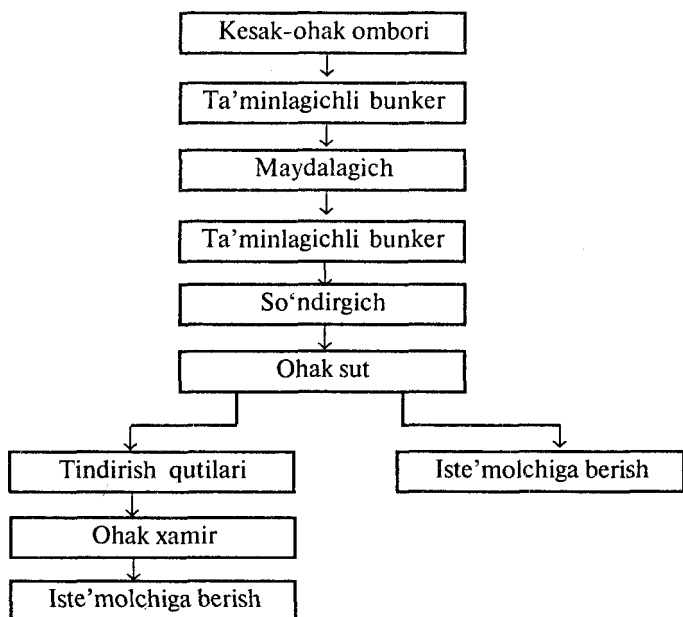 Kesak-ohak ombori
Ta’minlagichli bunker
Maydalagich
Ta’minlagichli bunker
So‘ndirgich
Ohak sut
Tindirish qutilari
Iste’molchiga berish
Ohak xamir
Iste’molchiga berish